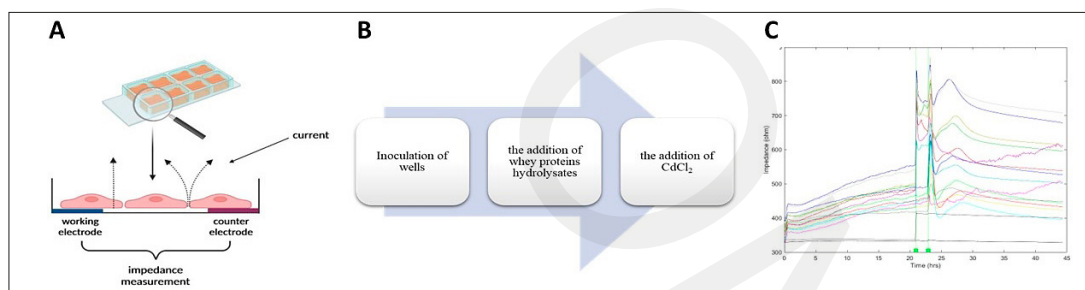 A
current
working
electrode
counter
electrode
impedance
measurement
B
Inoculation of
wells
the addition of
whey proteins
hydrolysates
the addition of
CdCl₂
C
Impedance (ohm)
800
700
600
500
400
300
0
5
10
15
20
25
30
35
40
45
Time (hrs)